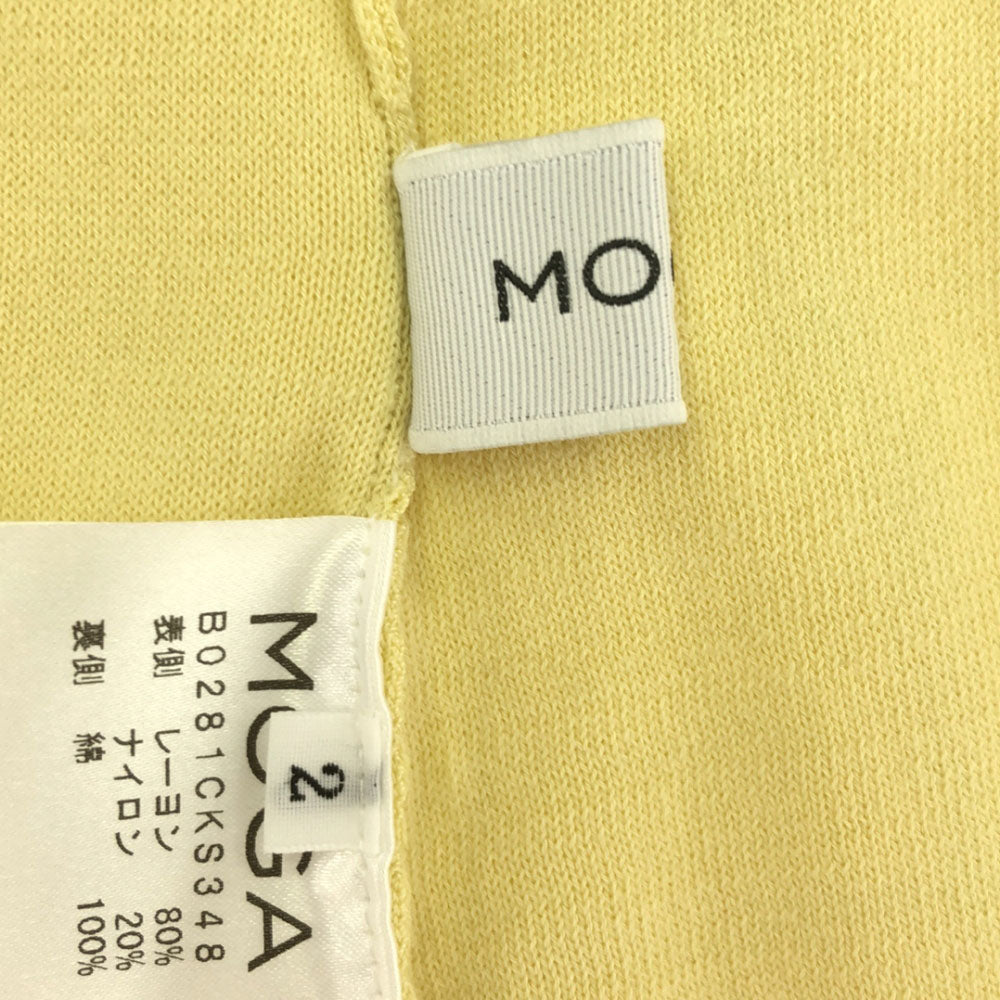 MO
MOGA
2
B0281CKS348
表側 レーヨン 80%
ナイロン 20%
裏側 綿 100%